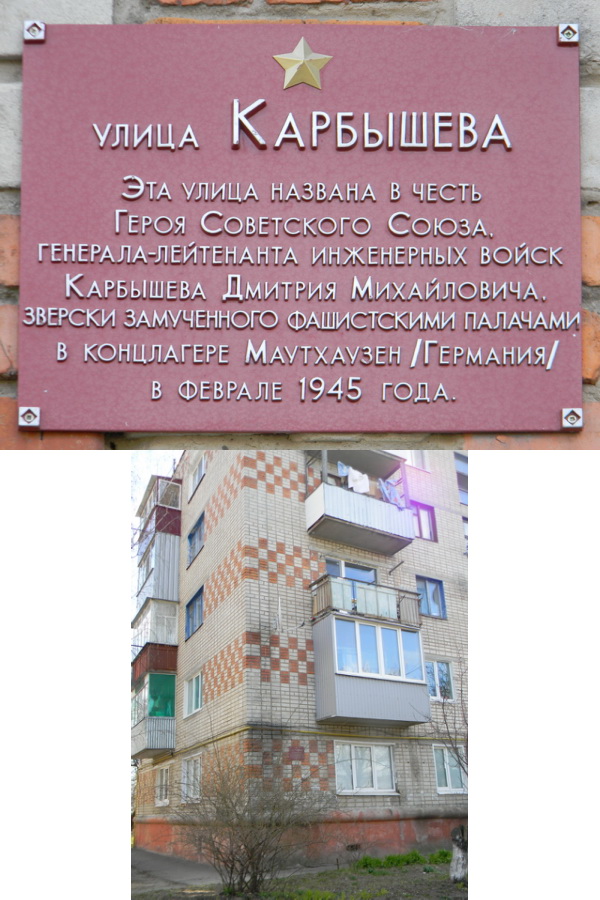 улица Карбышева
Эта улица названа в честь
Героя Советского Союза,
генерала-лейтенанта инженерных войск
Карбышева Дмитрия Михайловича,
зверски замученного фашистскими палачами
в концлагере Маутхаузен /Германия/
в феврале 1945 года.